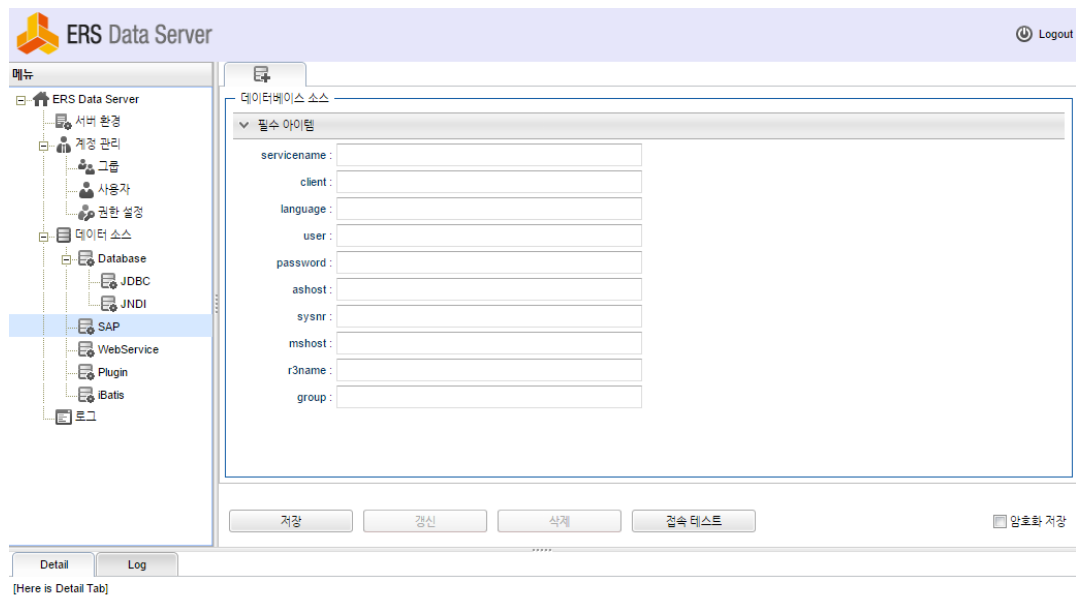 ERS Data Server
Logout
메뉴
ERS Data Server
서버 환경
계정 관리
그룹
사용자
권한 설정
데이터 소스
Database
JDBC
JNDI
SAP
WebService
Plugin
iBatis
로그
데이터베이스 소스
필수 아이템
servicename :
client :
language :
user :
password :
ashost :
sysnr :
mshost :
r3name :
group :
저장
갱신
삭제
접속 테스트
암호화 저장
Detail
Log
[Here is Detail Tab]